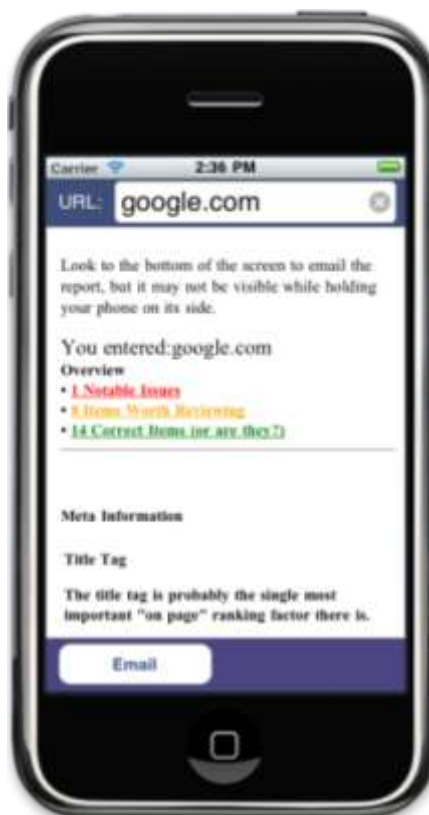 Carrier 2:36 PM
URL: google.com
Look to the bottom of the screen to email the
report, but it may not be visible while holding
your phone on its side.
You entered:google.com
Overview
• 1 Notable Issues
• 8 Items Worth Reviewing
• 14 Correct Items (or are they?)
Meta Information
Title Tag
The title tag is probably the single most
important "on page" ranking factor there is.
Email